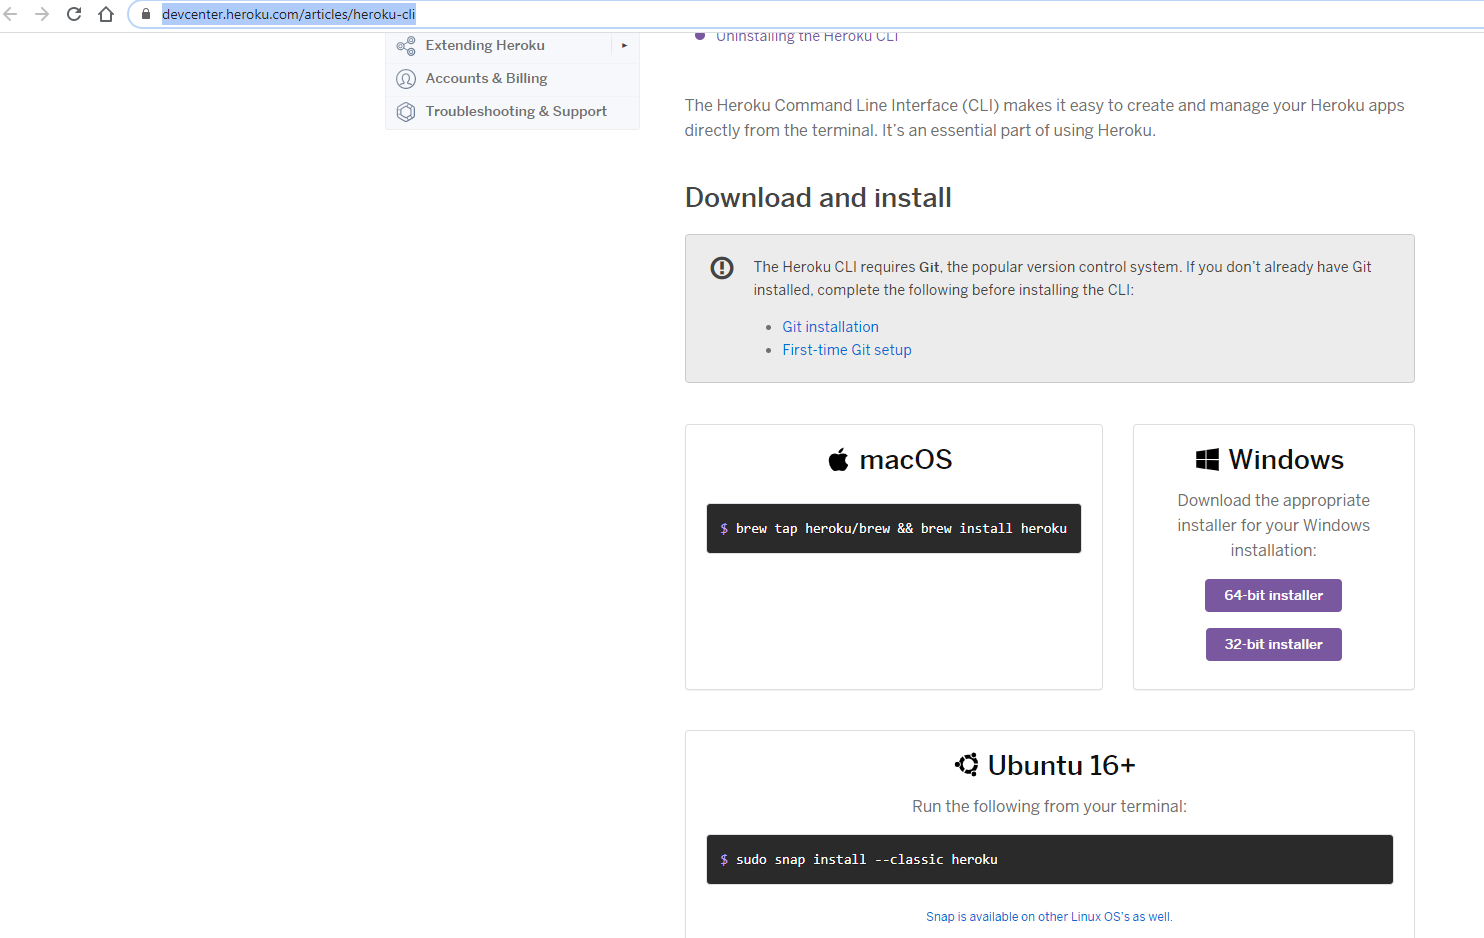 devcenter.heroku.com/articles/heroku-cli
Extending Heroku
Accounts & Billing
Troubleshooting & Support
Uninstalling the Heroku CLI
The Heroku Command Line Interface (CLI) makes it easy to create and manage your Heroku apps
directly from the terminal. It’s an essential part of using Heroku.
Download and install
The Heroku CLI requires Git, the popular version control system. If you don’t already have Git
installed, complete the following before installing the CLI:
Git installation
First-time Git setup
macOS
$ brew tap heroku/brew && brew install heroku
Windows
Download the appropriate
installer for your Windows
installation:
64-bit installer
32-bit installer
Ubuntu 16+
Run the following from your terminal:
$ sudo snap install --classic heroku
Snap is available on other Linux OS’s as well.